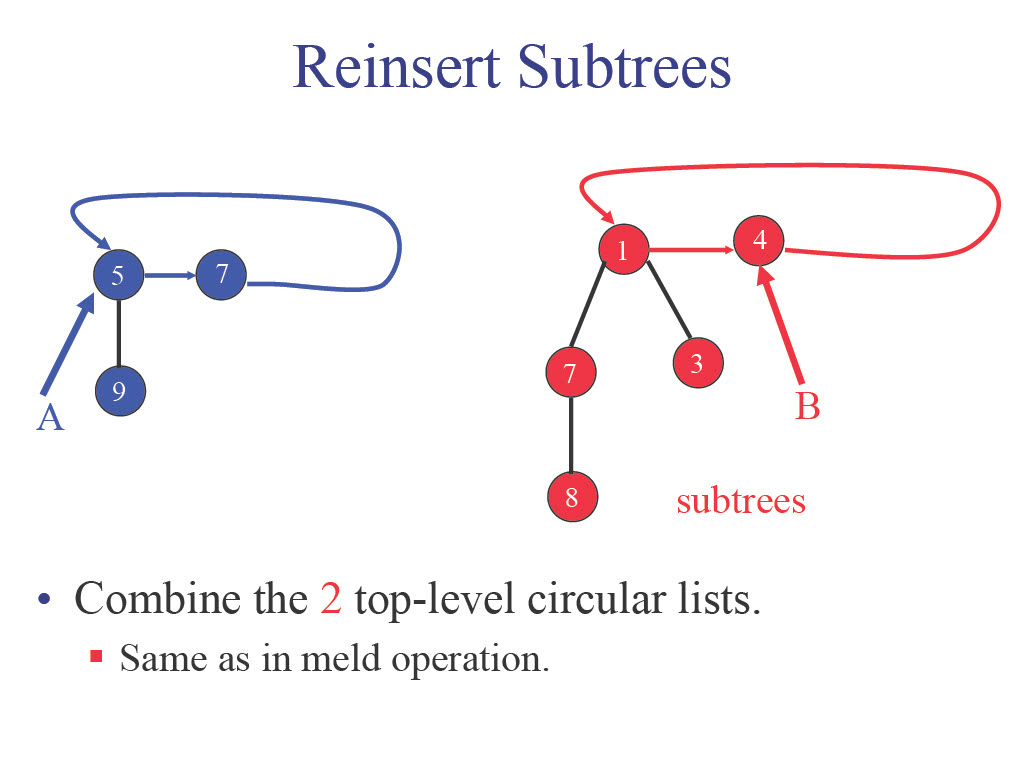 Reinsert Subtrees
5
7
9
A
1
4
7
3
8
B
subtrees
• Combine the 2 top-level circular lists.
▪ Same as in meld operation.